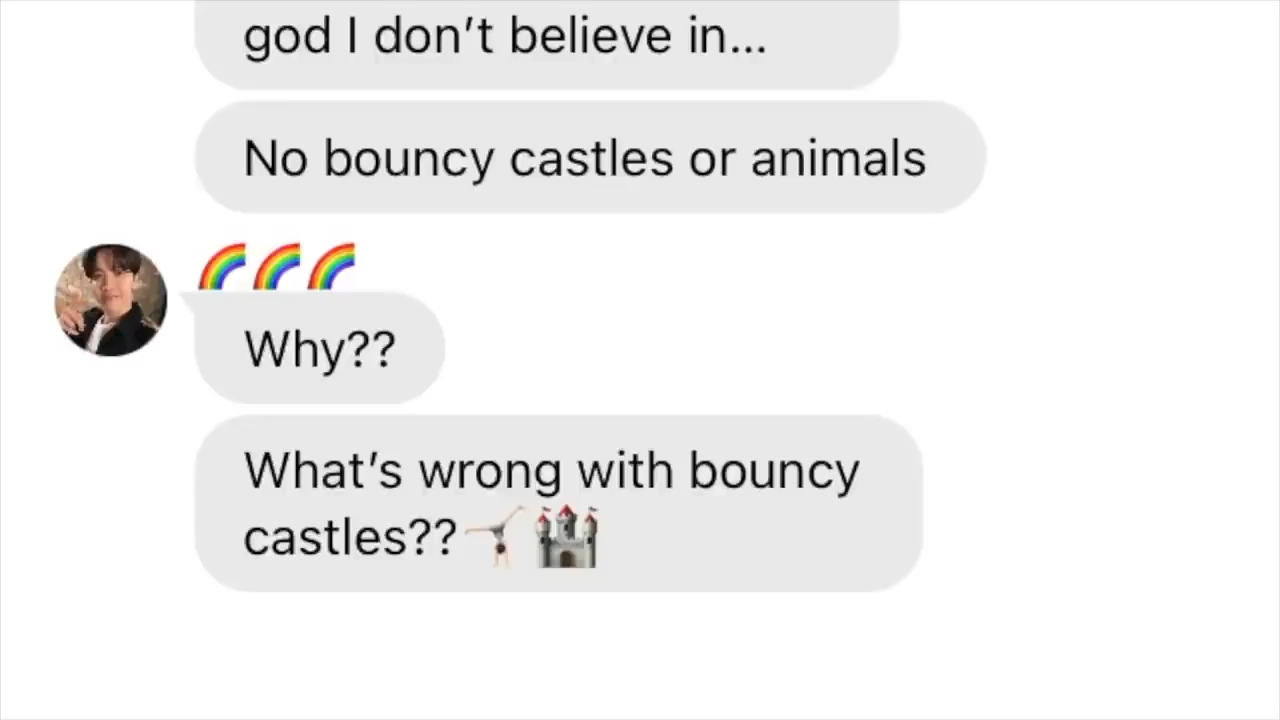 god I don’t believe in...
No bouncy castles or animals
🌈🌈🌈
Why??
What’s wrong with bouncy
castles??🤸🏰